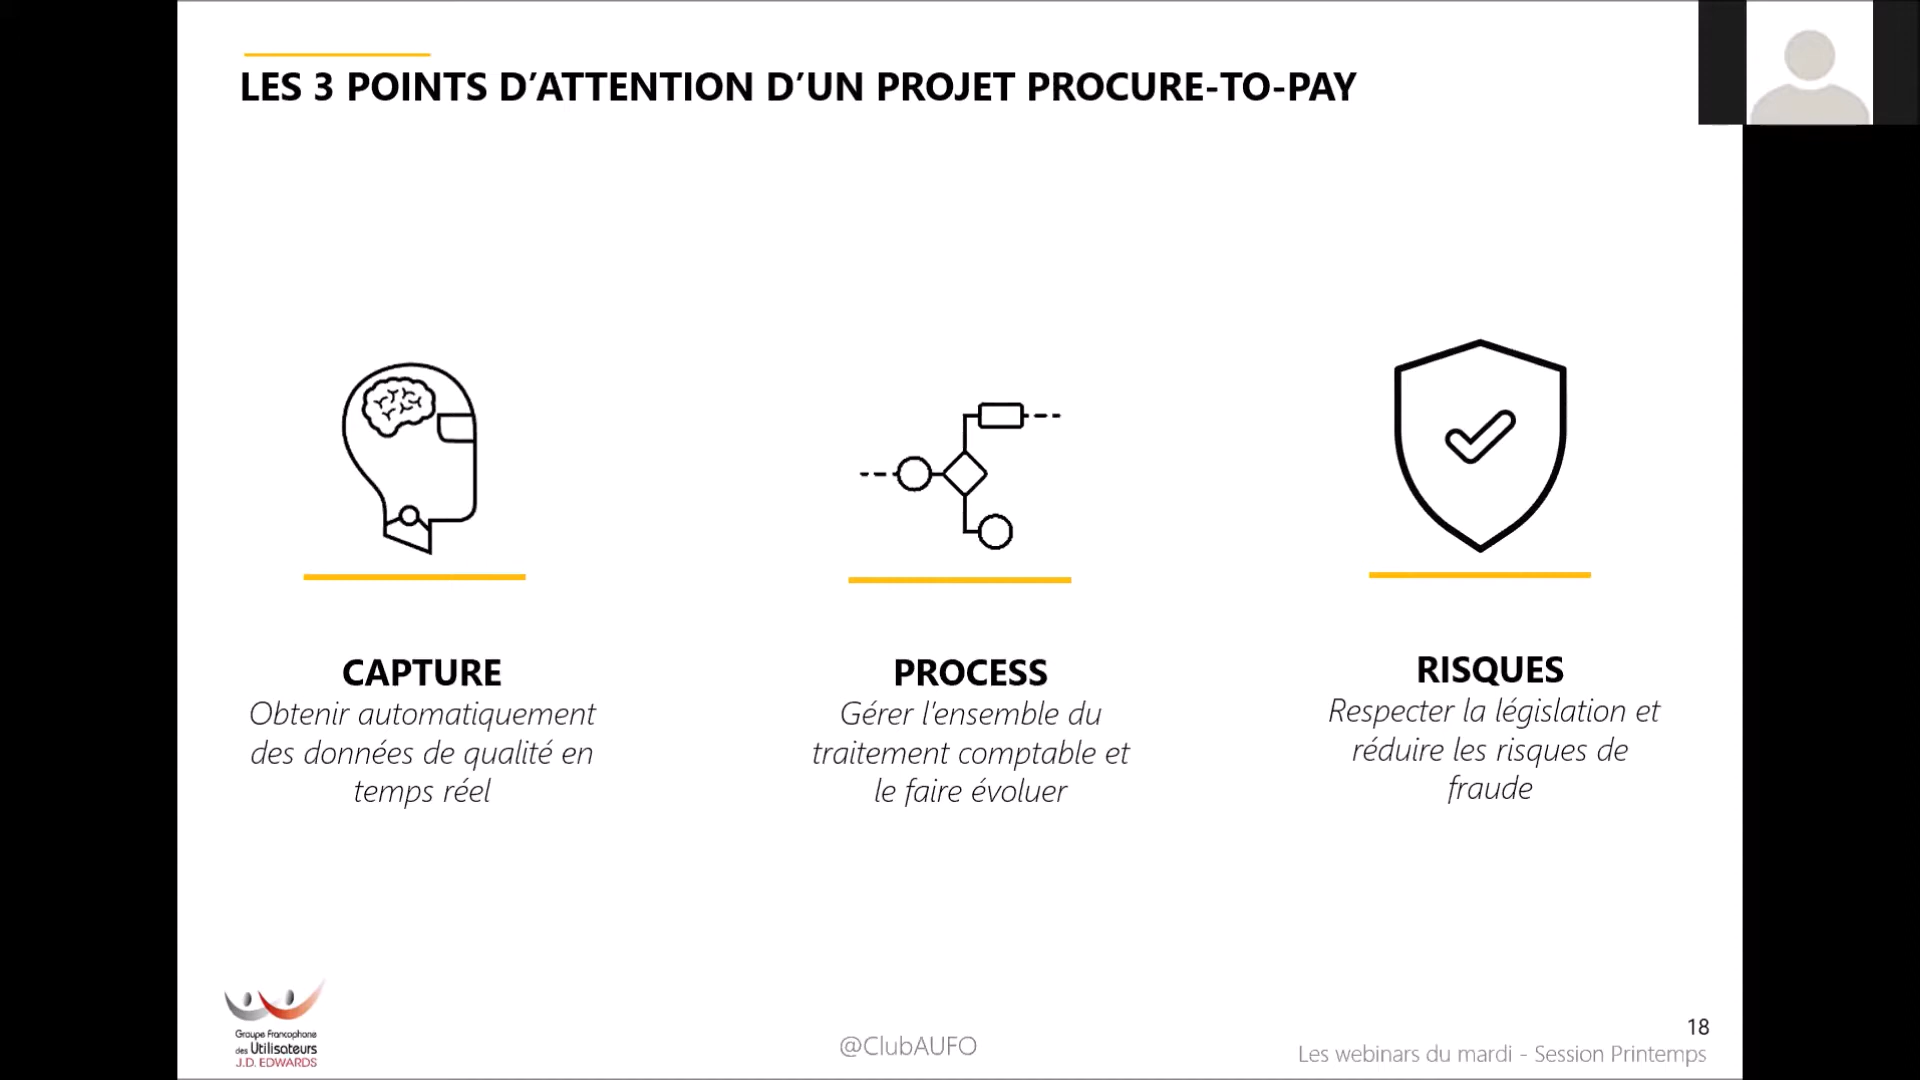 LES 3 POINTS D’ATTENTION D’UN PROJET PROCURE-TO-PAY
CAPTURE
Obtenir automatiquement
des données de qualité en
temps réel
PROCESS
Gérer l'ensemble du
traitement comptable et
le faire évoluer
RISQUES
Respecter la législation et
réduire les risques de
fraude
Groupe Francophone
des Utilisateurs
J.D. EDWARDS
@ClubAUFO
18
Les webinars du mardi - Session Printemps